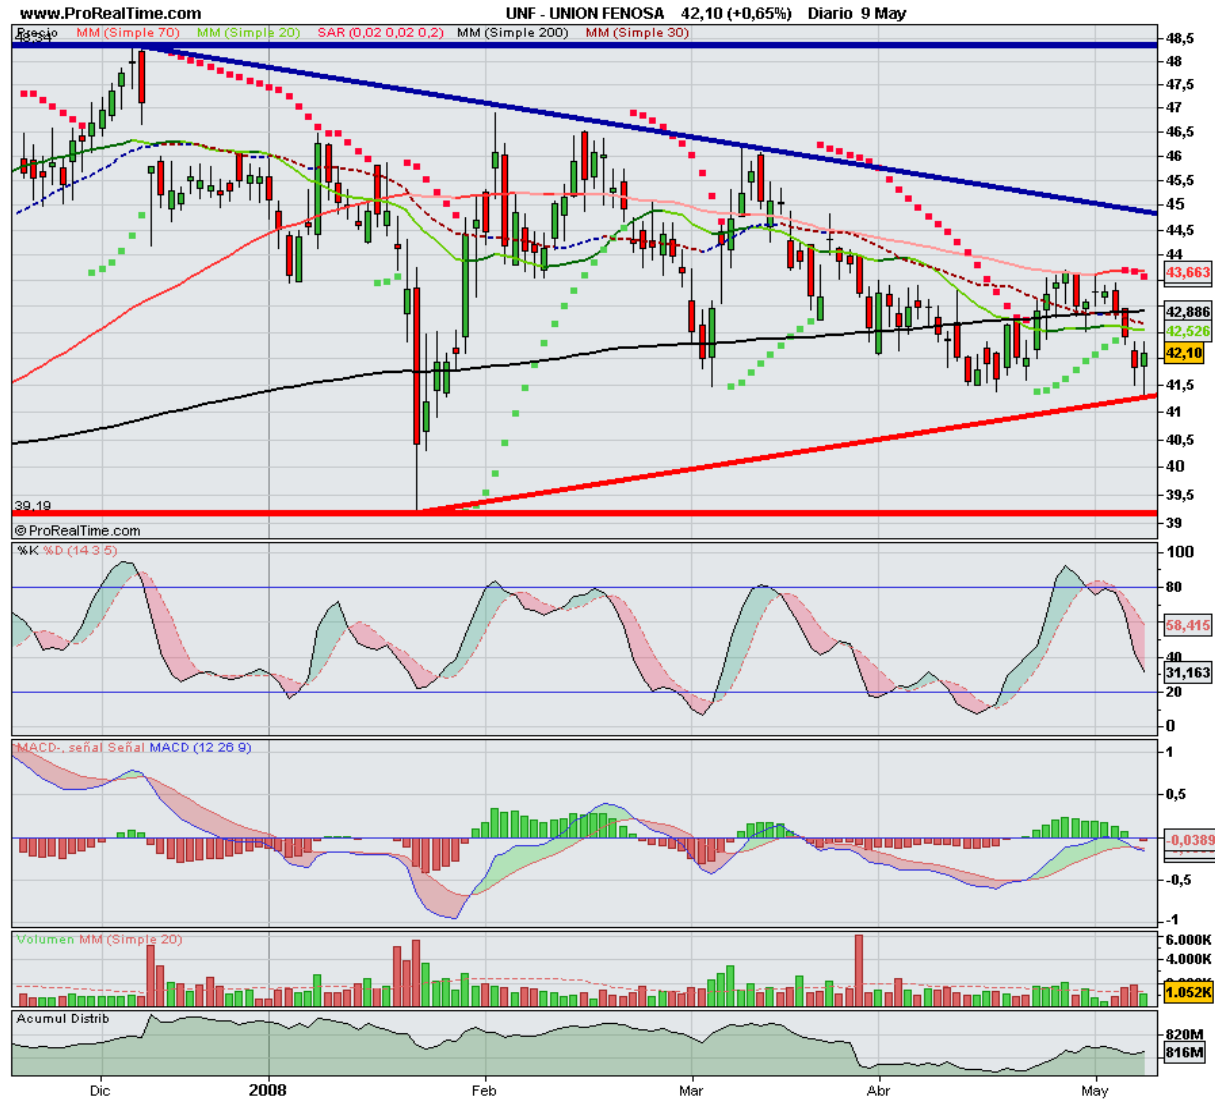 www.ProRealTime.com UNF - UNION FENOSA 42,10 (+0,65%) Diario 9 May
Precio MM (Simple 70) MM (Simple 20) SAR (0,02 0,02 0,2) MM (Simple 200) MM (Simple 30)
48,34
48,5
48
47,5
47
46,5
46
45,5
45
44,5
44
43,663
42,886
42,526
42,10
41,5
41
40,5
40
39,5
39
39,19
© ProRealTime.com
%K %D (14 3 5)
100
80
58,415
40
31,163
20
0
MACD-, señal Señal MACD (12 26 9)
1
0,5
-0,0389
-0,5
-1
Volumen MM (Simple 20)
6.000K
4.000K
1.052K
Acumul Distrib
820M
816M
Dic 2008 Feb Mar Abr May